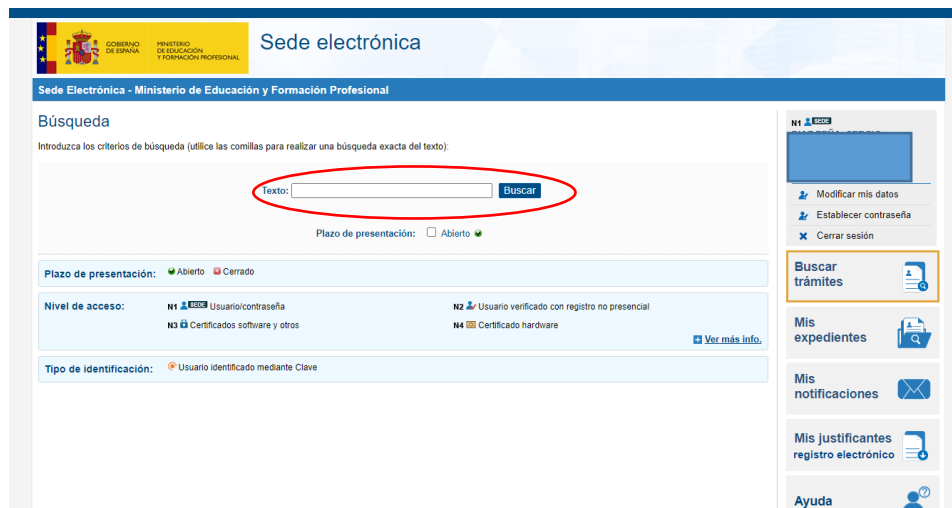 GOBIERNO DE ESPAÑA
MINISTERIO DE EDUCACIÓN Y FORMACIÓN PROFESIONAL
Sede electrónica
Sede Electrónica - Ministerio de Educación y Formación Profesional
Búsqueda
Introduzca los criterios de búsqueda (utilice las comillas para realizar una búsqueda exacta del texto):
Texto: Buscar
Plazo de presentación: Abierto
Plazo de presentación: Abierto Cerrado
Nivel de acceso: N1 SEDE Usuario/contraseña N2 Usuario verificado con registro no presencial
N3 Certificados software y otros N4 Certificado hardware
Ver más info.
Tipo de identificación: Usuario identificado mediante Clave
N1 SEDE
Modificar mis datos
Establecer contraseña
Cerrar sesión
Buscar
trámites
Mis
expedientes
Mis
notificaciones
Mis justificantes
registro electrónico
Ayuda